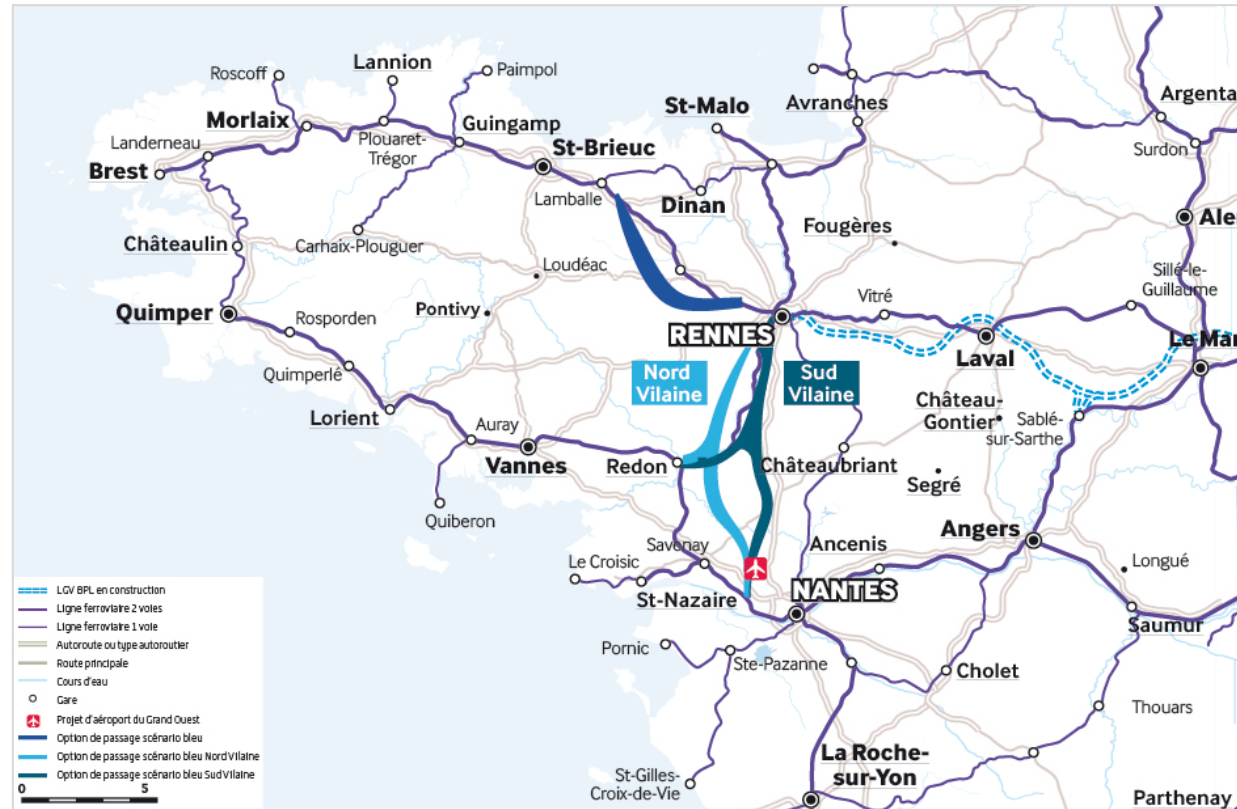 Roscoff
Lannion
Paimpol
Morlaix
Landerneau
Plouaret-
Trégor
Guingamp
St-Brieuc
Brest
Lamballe
St-Malo
Avranches
Argenta
Surdon
Dinan
Fougères
Ale
Châteaulin
Carhaix-Plouguer
Loudéac
Sillé-le-
Guillaume
Quimper
Rosporden
Pontivy
Vitré
RENNES
Laval
Le Mar
Quimperlé
Nord
Vilaine
Sud
Vilaine
Château-
Gontier
Sablé-
sur-Sarthe
Lorient
Auray
Vannes
Redon
Châteaubriant
Segré
Quiberon
Angers
Savenay
Ancenis
Longué
Le Croisic
St-Nazaire
NANTES
Saumur
Pornic
Ste-Pazanne
Cholet
Thouars
La Roche-
sur-Yon
St-Gilles-
Croix-de-Vie
Parthenay
LGV BPL en construction
Ligne ferroviaire 2 voies
Ligne ferroviaire 1 voie
Autoroute ou type autoroutier
Route principale
Cours d'eau
Gare
Projet d'aéroport du Grand Ouest
Option de passage scénario bleu
Option de passage scénario bleu Nord Vilaine
Option de passage scénario bleu Sud Vilaine
0 5